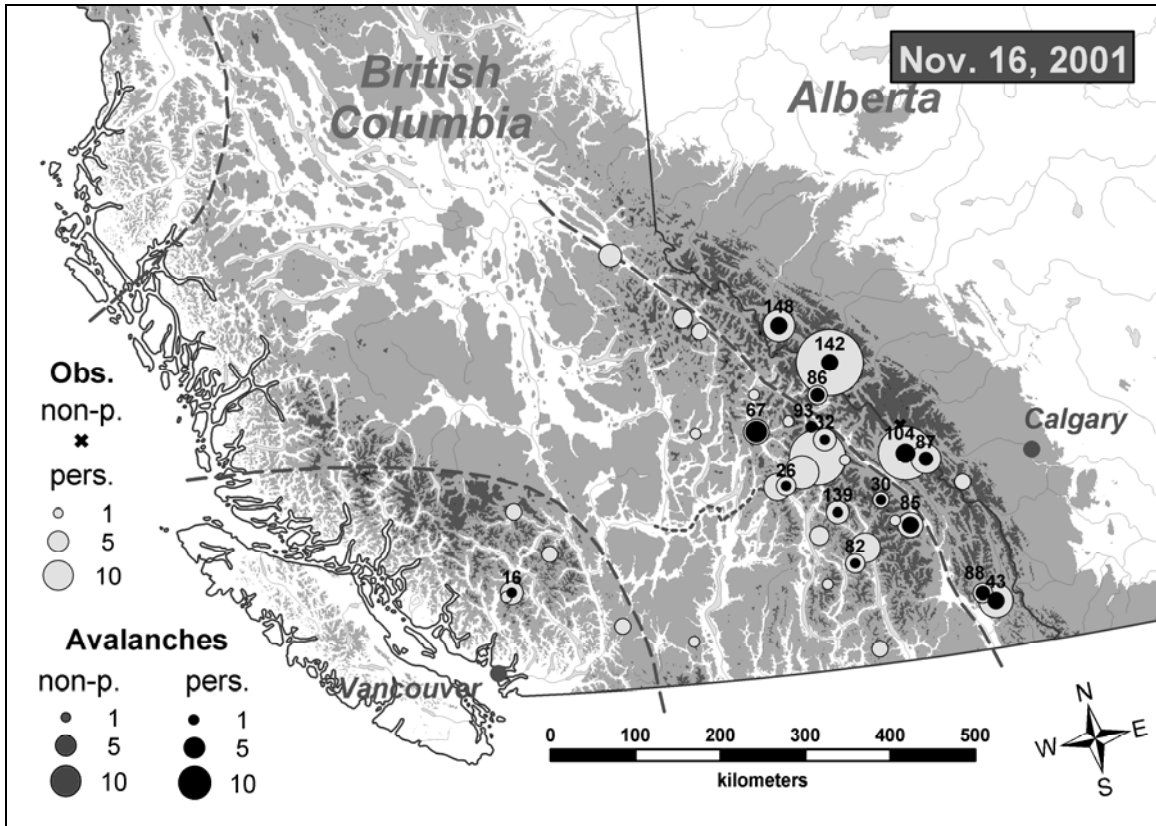 Nov. 16, 2001
British
Columbia
Alberta
148
142
86
93
67
32
Calgary
104
87
26
139
30
85
82
88
43
16
Vancouver
Obs.
non-p.
pers.
1
5
10
Avalanches
non-p. pers.
1 1
5 5
10 10
0 100 200 300 400 500
kilometers
N
W E
S